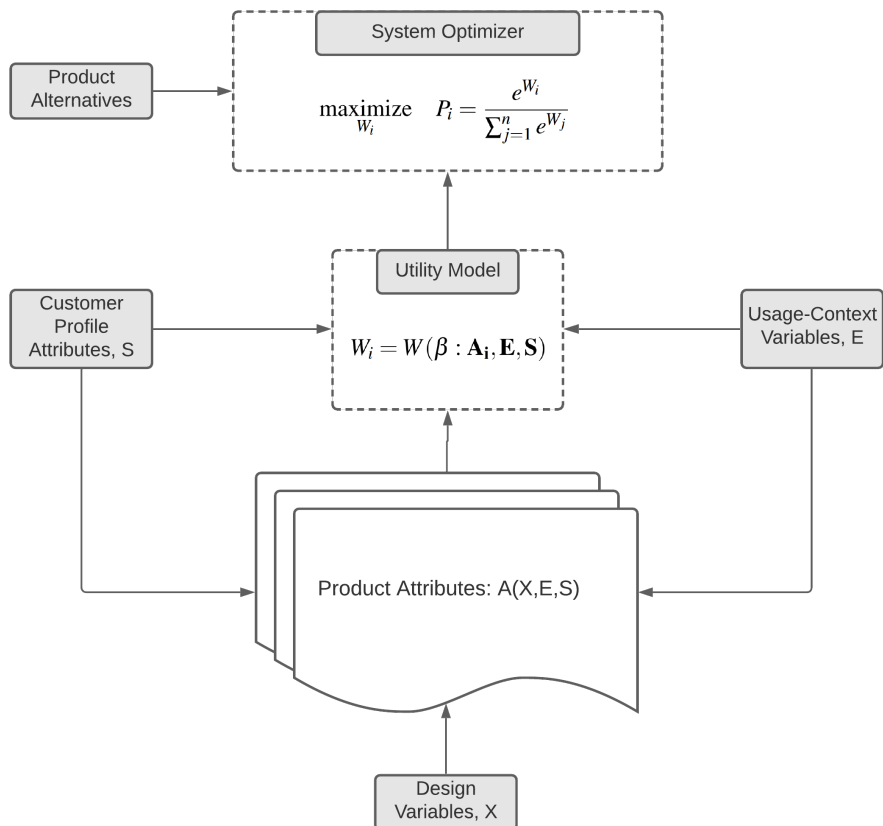 System Optimizer
Product
Alternatives
maximize P_i = e^{W_i} / \sum_{j=1}^{n} e^{W_j}
W_i
Utility Model
Customer
Profile
Attributes, S
Usage-Context
Variables, E
W_i = W(β : A_i, E, S)
Product Attributes: A(X,E,S)
Design
Variables, X